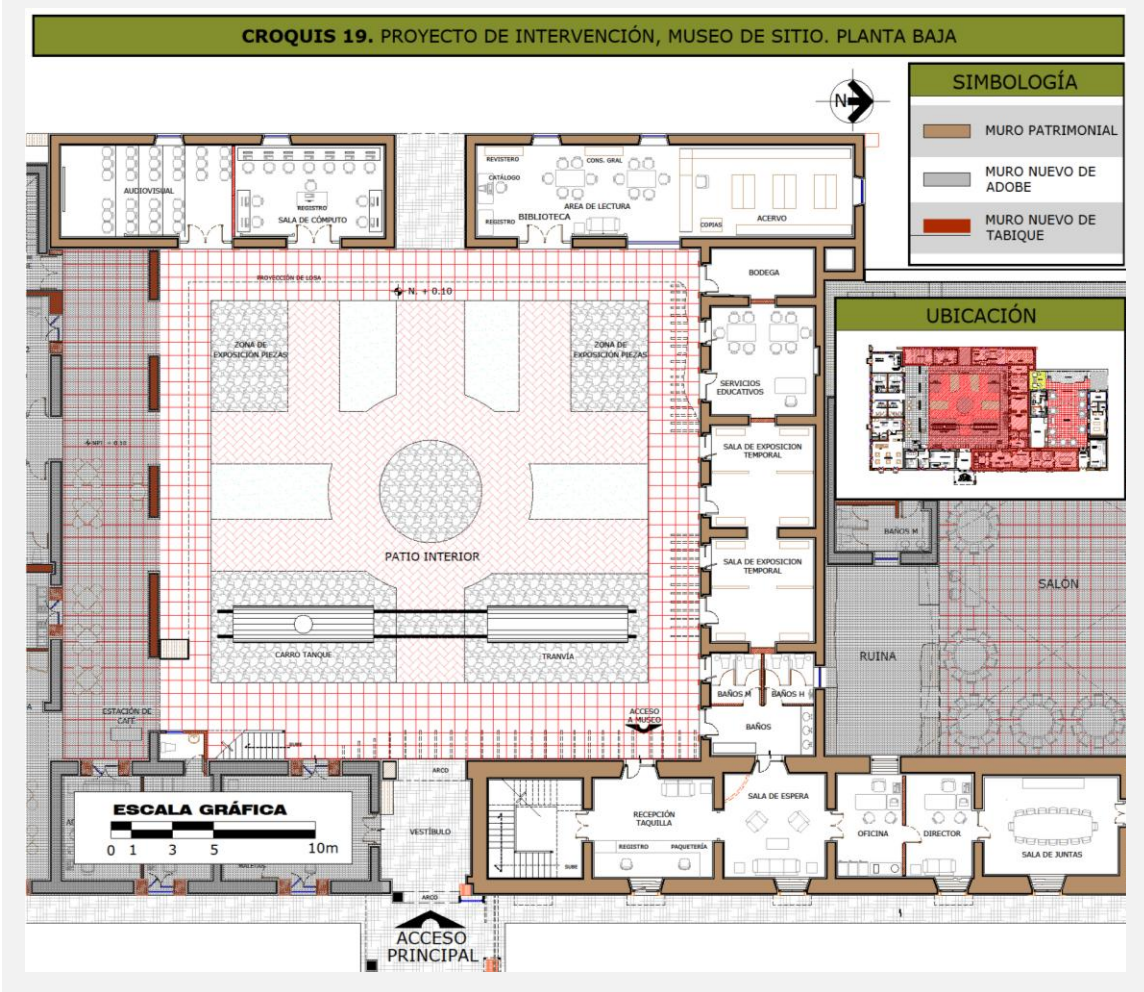 CROQUIS 19. PROYECTO DE INTERVENCIÓN, MUSEO DE SITIO. PLANTA BAJA
N
SIMBOLOGÍA
MURO PATRIMONIAL
MURO NUEVO DE
ADOBE
MURO NUEVO DE
TABIQUE
UBICACIÓN
AUDIOVISUAL
REGISTRO
SALA DE CÓMPUTO
REVISTERO
CONS. GRAL
CATÁLOGO
AREA DE LECTURA
BIBLIOTECA
REGISTRO
COPIAS
ACERVO
PROYECCIÓN DE LOSA
N. + 0.10
BODEGA
ZONA DE
EXPOSICIÓN PIEZAS
ZONA DE
EXPOSICIÓN PIEZAS
SERVICIOS
EDUCATIVOS
NPT. + 0.10
SALA DE EXPOSICION
TEMPORAL
PATIO INTERIOR
SALA DE EXPOSICION
TEMPORAL
BAÑOS M
SALÓN
RUINA
CARRO TANQUE
TRANVÍA
BAÑOS M
BAÑOS H
BAÑOS
ESTACIÓN DE
CAFÉ
ACCESO
A MUSEO
SUBE
ARCO
ESCALA GRÁFICA
0 1 3 5 10m
VESTÍBULO
SUBE
RECEPCIÓN
TAQUILLA
REGISTRO
PAQUETERÍA
SALA DE ESPERA
OFICINA
DIRECTOR
SALA DE JUNTAS
ARCO
ACCESO
PRINCIPAL